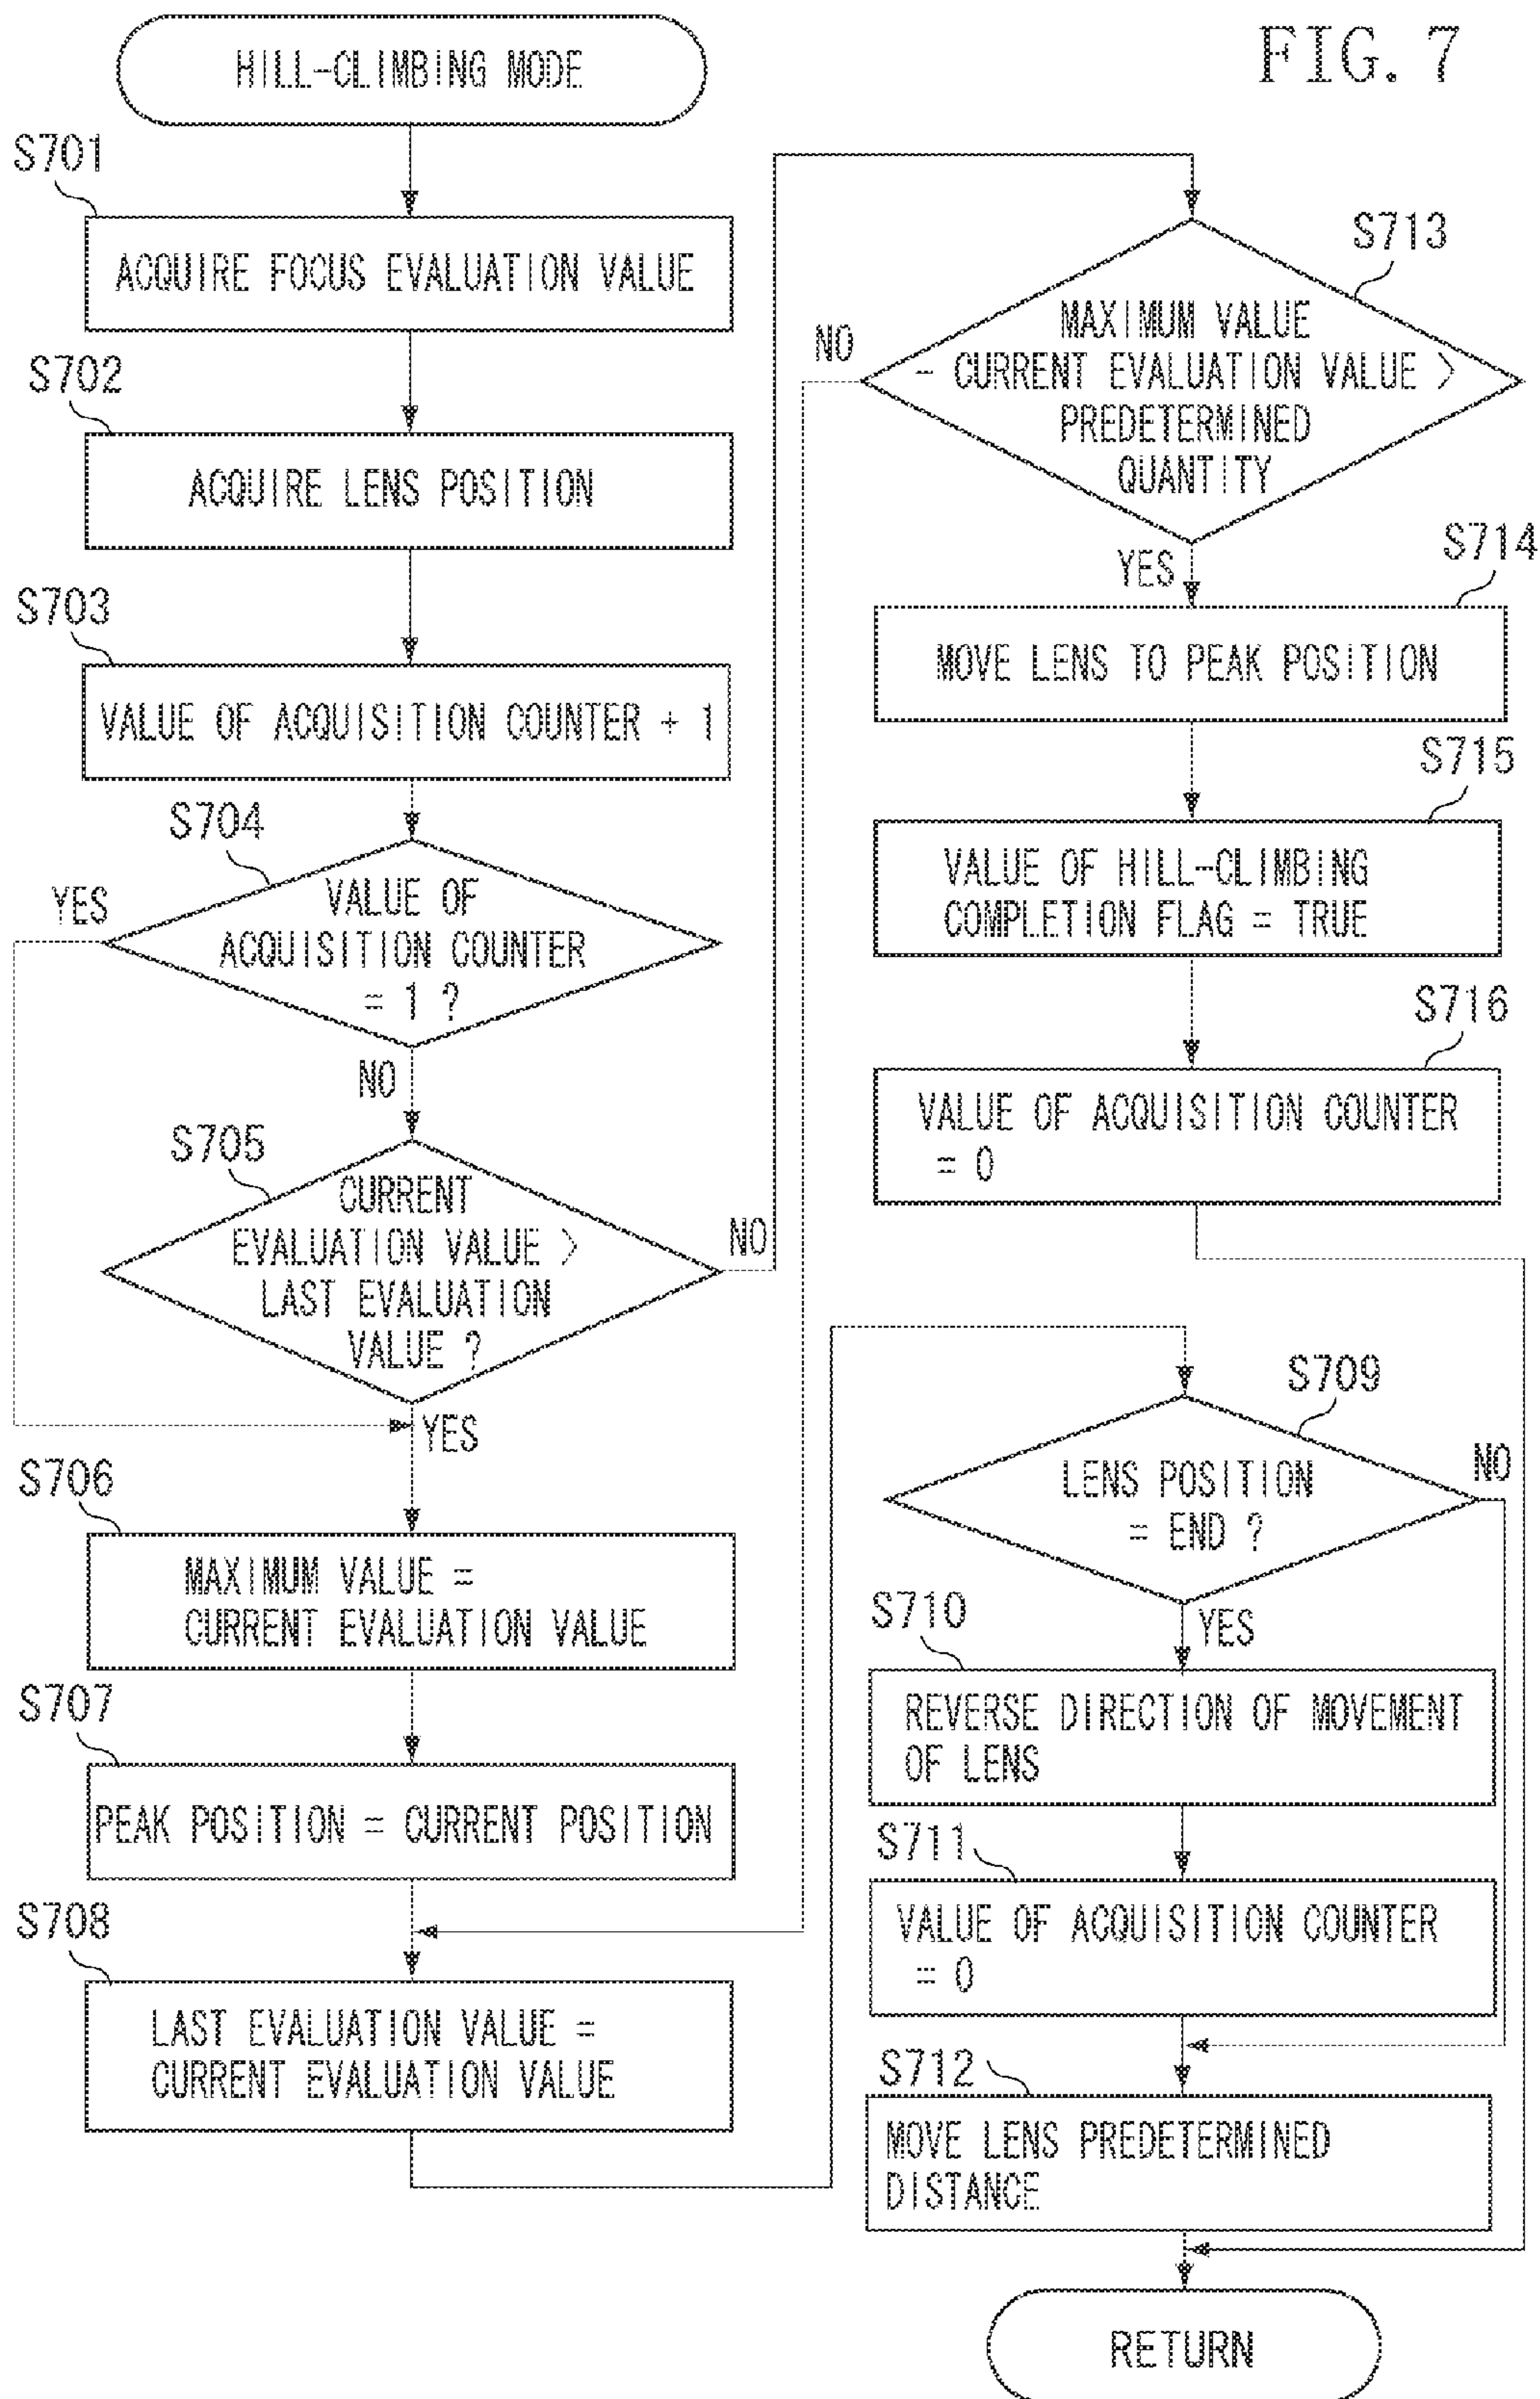 FIG. 7
HILL-CLIMBING MODE
S701
ACQUIRE FOCUS EVALUATION VALUE
S702
ACQUIRE LENS POSITION
S703
VALUE OF ACQUISITION COUNTER + 1
S704
VALUE OF
ACQUISITION COUNTER
= 1 ?
YES
NO
S705
CURRENT
EVALUATION VALUE >
LAST EVALUATION
VALUE ?
NO
YES
S706
MAXIMUM VALUE =
CURRENT EVALUATION VALUE
S707
PEAK POSITION = CURRENT POSITION
S708
LAST EVALUATION VALUE =
CURRENT EVALUATION VALUE
S713
MAXIMUM VALUE
- CURRENT EVALUATION VALUE >
PREDETERMINED
QUANTITY
NO
YES
S714
MOVE LENS TO PEAK POSITION
S715
VALUE OF HILL-CLIMBING
COMPLETION FLAG = TRUE
S716
VALUE OF ACQUISITION COUNTER
= 0
S709
LENS POSITION
= END ?
NO
YES
S710
REVERSE DIRECTION OF MOVEMENT
OF LENS
S711
VALUE OF ACQUISITION COUNTER
= 0
S712
MOVE LENS PREDETERMINED
DISTANCE
RETURN